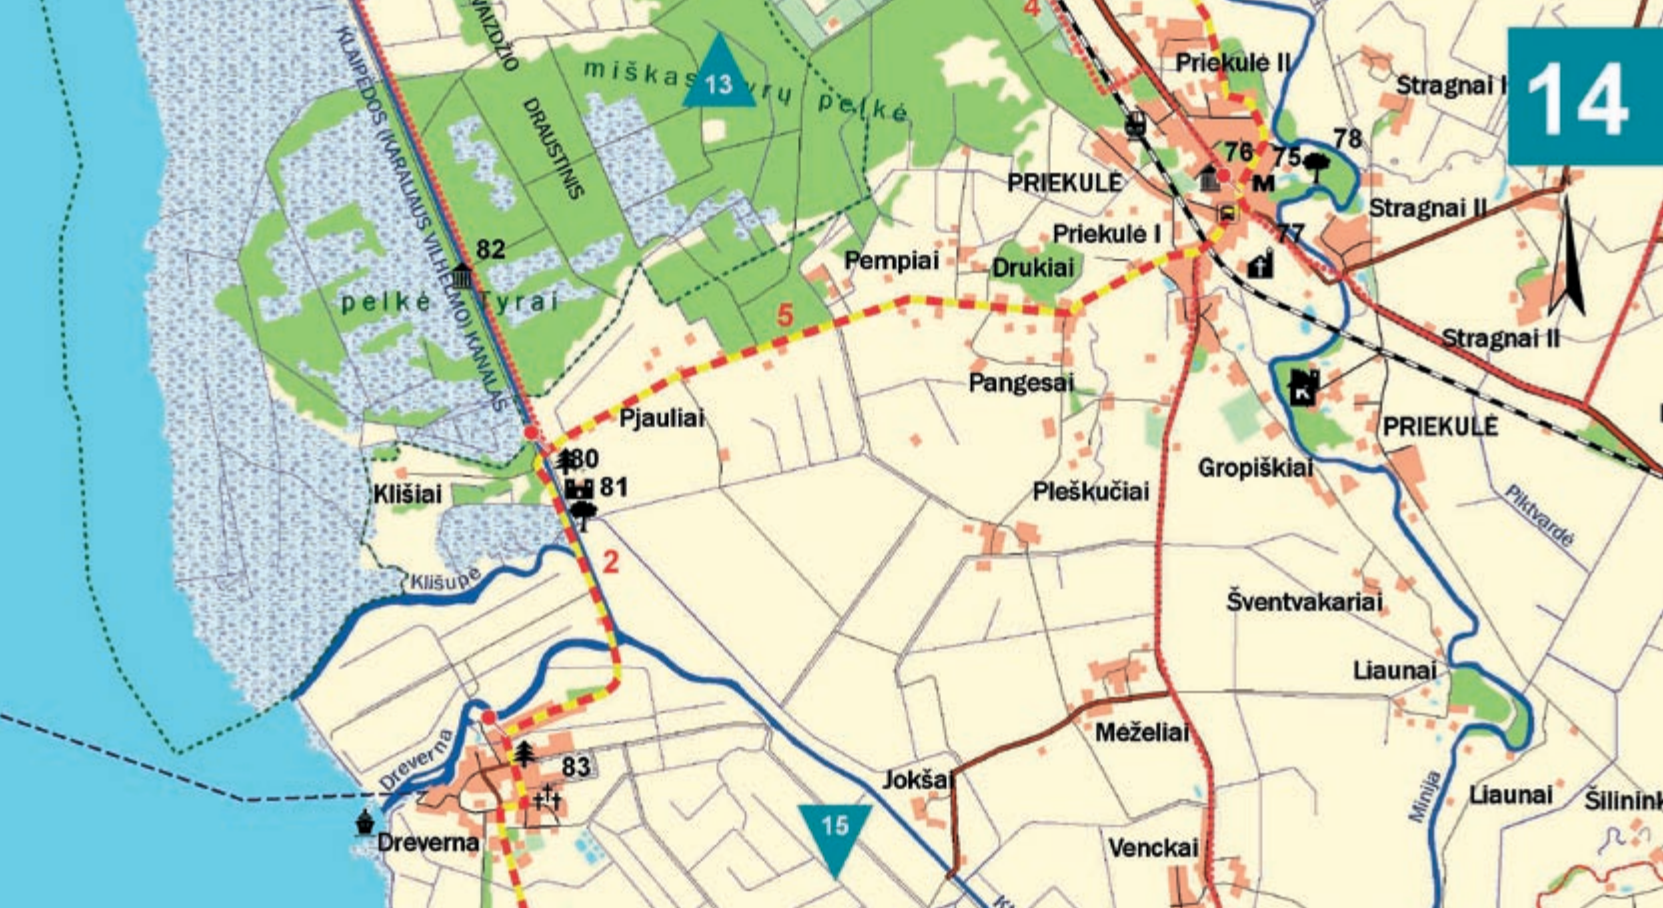 4
VAIZDŽIO
DRAUSTINIS
miškas
13
yrų pelkė
Priekulė II
Stragnai I
14
KLAIPĖDOS (KARALIAUS VILHELMO) KANALAS
78
76
75
M
PRIEKULĖ
Stragnai II
Priekulė I
77
82
Pempiai
Drukiai
pelkė Tyrai
5
Stragnai II
Pangesai
Pjauliai
PRIEKULĖ
80
Klišiai
81
Gropiškiai
Pleškučiai
Piktvardė
2
Klišupė
Šventvakariai
Liaunai
Mėželiai
Dreverna
83
Jokšai
Minija
Liaunai
Šilinink
15
Dreverna
Venckai